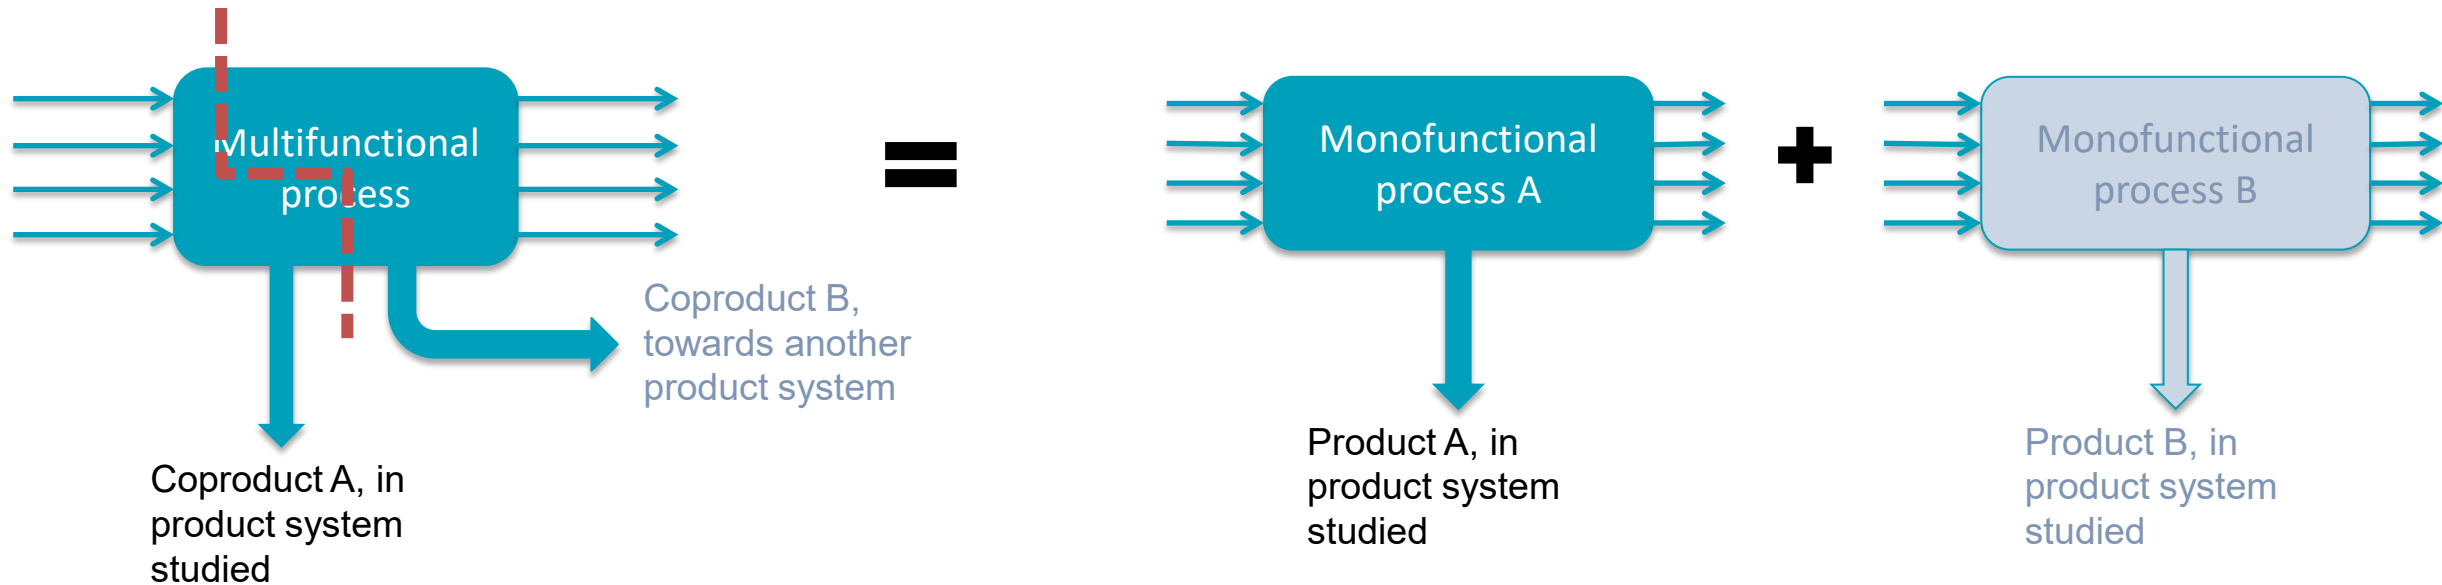 Multifunctional
process
Coproduct B,
towards another
product system
Coproduct A, in
product system
studied
=
Monofunctional
process A
Product A, in
product system
studied
+
Monofunctional
process B
Product B, in
product system
studied